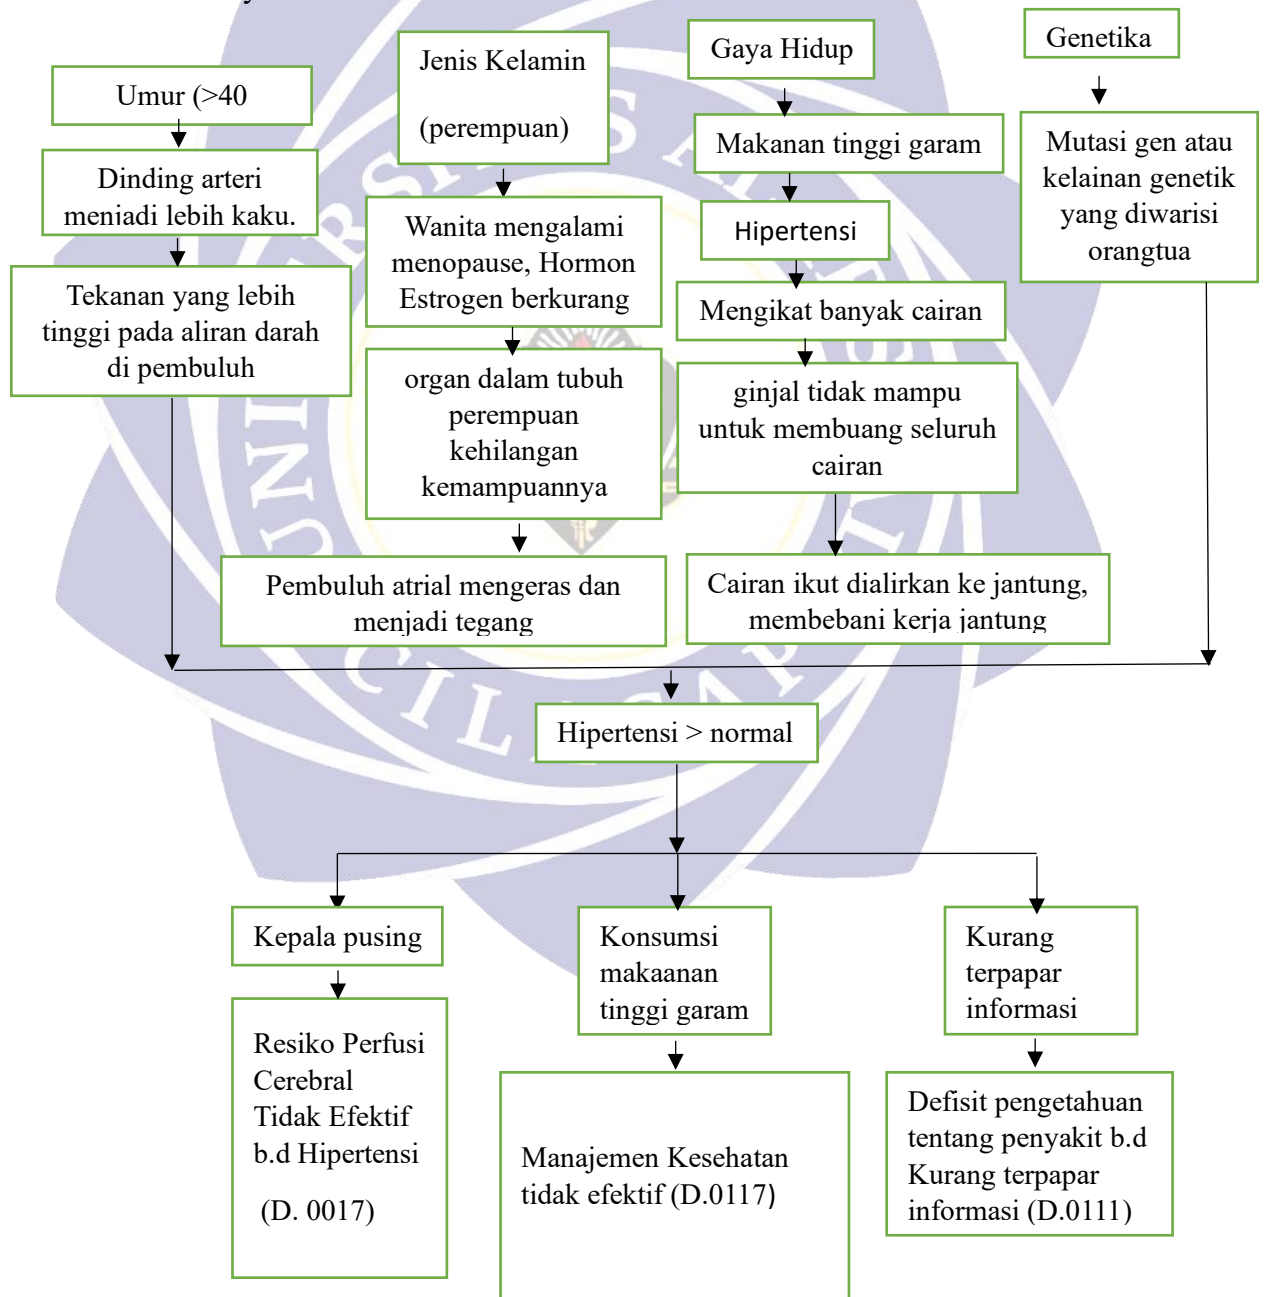 Umur (>40
Dinding arteri
meniadi lebih kaku.
Tekanan yang lebih
tinggi pada aliran darah
di pembuluh
Jenis Kelamin
(perempuan)
Wanita mengalami
menopause, Hormon
Estrogen berkurang
organ dalam tubuh
perempuan
kehilangan
kemampuannya
Pembuluh atrial mengeras dan
menjadi tegang
Gaya Hidup
Makanan tinggi garam
Hipertensi
Mengikat banyak cairan
ginjal tidak mampu
untuk membuang seluruh
cairan
Cairan ikut dialirkan ke jantung,
membebani kerja jantung
Genetika
Mutasi gen atau
kelainan genetik
yang diwarisi
orangtua
Hipertensi > normal
Kepala pusing
Resiko Perfusi
Cerebral
Tidak Efektif
b.d Hipertensi
(D. 0017)
Konsumsi
makaanan
tinggi garam
Manajemen Kesehatan
tidak efektif (D.0117)
Kurang
terpapar
informasi
Defisit pengetahuan
tentang penyakit b.d
Kurang terpapar
informasi (D.0111)